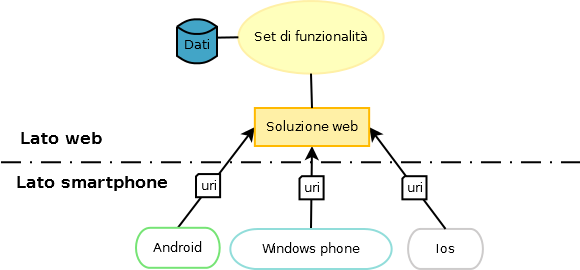 Set di funzionalità
Dati
Soluzione web
Lato web
Lato smartphone
uri
uri
uri
Android
Windows phone
Ios